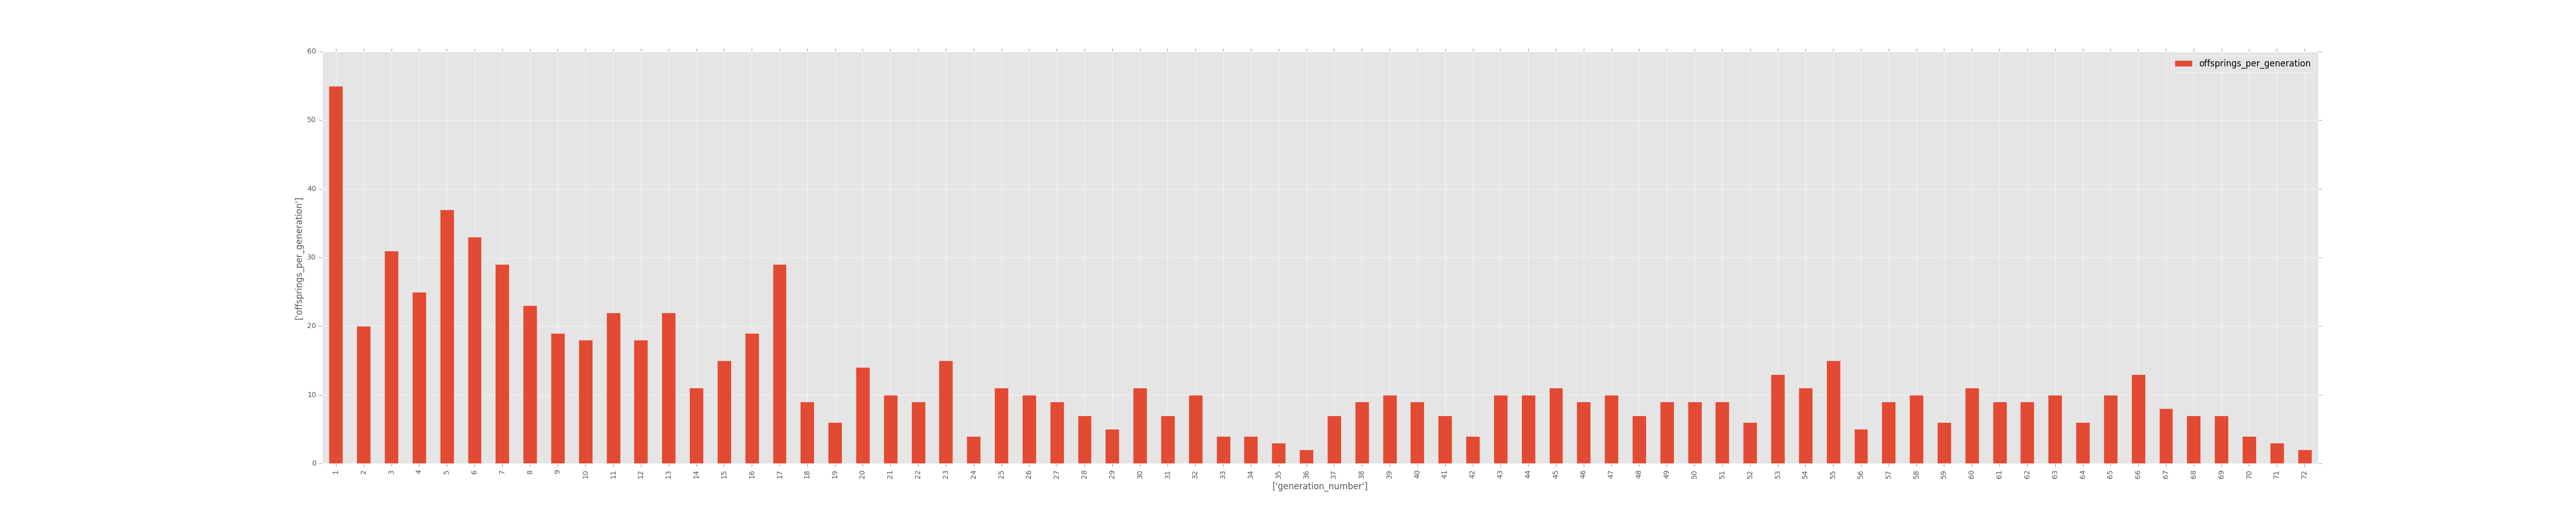 60
offsprings_per_generation
50
40
30
20
10
0
['offsprings_per_generation']
1 2 3 4 5 6 7 8 9 10 11 12 13 14 15 16 17 18 19 20 21 22 23 24 25 26 27 28 29 30 31 32 33 34 35 36 37 38 39 40 41 42 43 44 45 46 47 48 49 50 51 52 53 54 55 56 57 58 59 60 61 62 63 64 65 66 67 68 69 70 71 72
['generation_number']